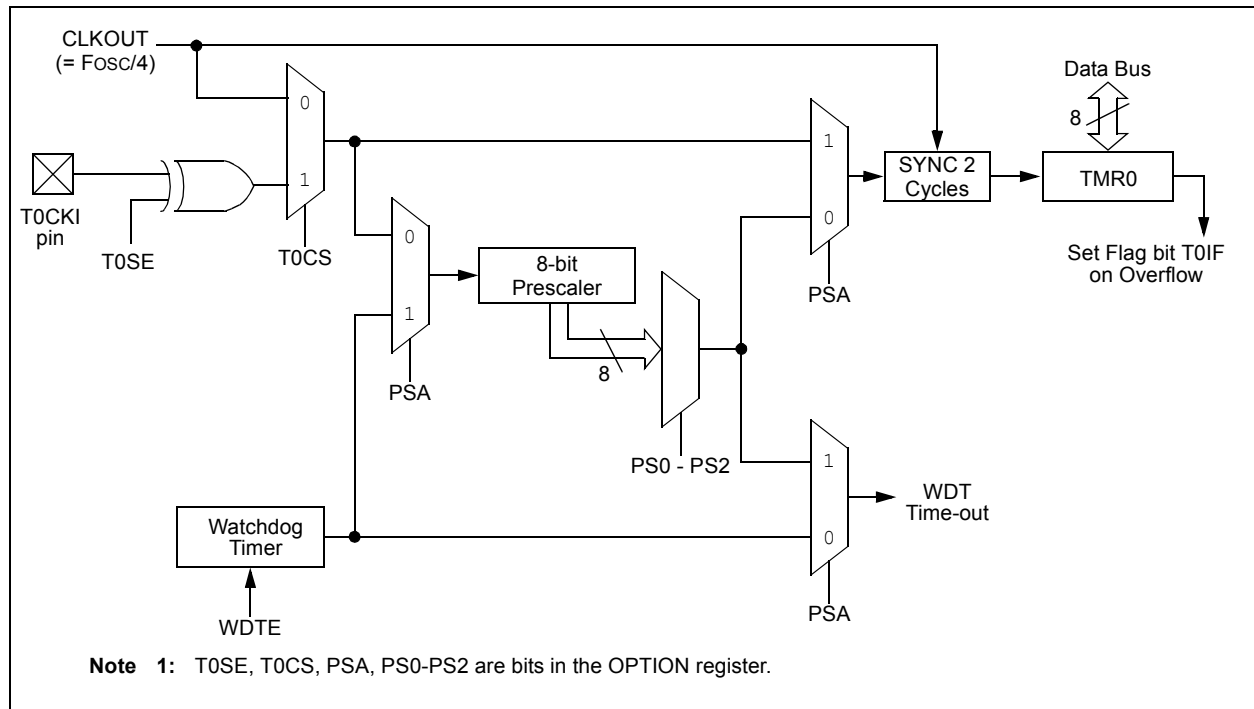 CLKOUT
(= FOSC/4)
0
1
T0CKI
pin
T0SE
T0CS
0
1
PSA
8-bit
Prescaler
8
PS0 - PS2
1
0
PSA
SYNC 2
Cycles
Data Bus
8
TMR0
Set Flag bit T0IF
on Overflow
1
0
PSA
WDT
Time-out
Watchdog
Timer
WDTE
Note 1: T0SE, T0CS, PSA, PS0-PS2 are bits in the OPTION register.